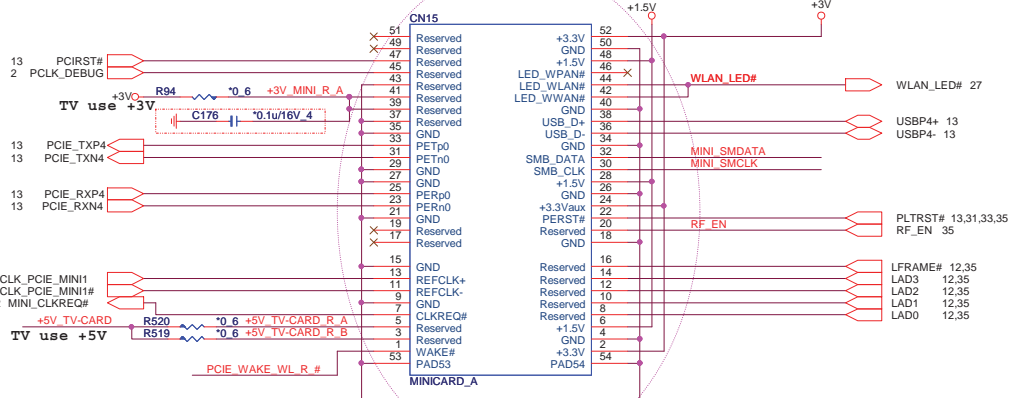 CN15
+1.5V
+3V
51 Reserved +3.3V 52
49 Reserved GND 50
13 PCIRST# 47 Reserved +1.5V 48
2 PCLK_DEBUG 45 Reserved LED_WPAN# 46
43 Reserved LED_WLAN# 44 WLAN_LED# WLAN_LED# 27
+3V R94 *0_6 +3V_MINI_R_A 41 Reserved LED_WWAN# 42
TV use +3V
39 Reserved GND 40
C176 *0.1u/16V_4 37 Reserved USB_D+ 38 USBP4+ 13
35 GND USB_D- 36 USBP4- 13
13 PCIE_TXP4 33 PETp0 GND 34
13 PCIE_TXN4 31 PETn0 SMB_DATA 32 MINI_SMDATA
29 GND SMB_CLK 30 MINI_SMCLK
27 GND +1.5V 28
13 PCIE_RXP4 25 PERp0 GND 26
13 PCIE_RXN4 23 PERn0 +3.3Vaux 24
21 GND PERST# 22 PLTRST# 13,31,33,35
19 Reserved Reserved 20 RF_EN RF_EN 35
17 Reserved GND 18
15 GND Reserved 16 LFRAME# 12,35
CLK_PCIE_MINI1 13 REFCLK+ Reserved 14 LAD3 12,35
CLK_PCIE_MINI1# 11 REFCLK- Reserved 12 LAD2 12,35
MINI_CLKREQ# 9 GND Reserved 10 LAD1 12,35
7 CLKREQ# Reserved 8 LAD0 12,35
+5V_TV-CARD R520 *0_6 +5V_TV-CARD_R_A 5 Reserved +1.5V 6
TV use +5V R519 *0_6 +5V_TV-CARD_R_B 3 Reserved GND 4
1 WAKE# +3.3V 2
53 PAD53 PAD54 54
PCIE_WAKE_WL_R_#
MINICARD_A